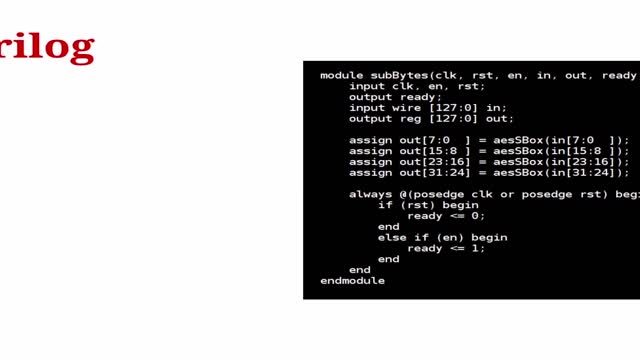 rilog
module subBytes(clk, rst, en, in, out, ready
input clk, en, rst;
output ready;
input wire [127:0] in;
output reg [127:0] out;
assign out[7:0  ] = aesSBox(in[7:0  ]);
assign out[15:8 ] = aesSBox(in[15:8 ]);
assign out[23:16] = aesSBox(in[23:16]);
assign out[31:24] = aesSBox(in[31:24]);
always @(posedge clk or posedge rst) begi
if (rst) begin
ready <= 0;
end
else if (en) begin
ready <= 1;
end
end
endmodule